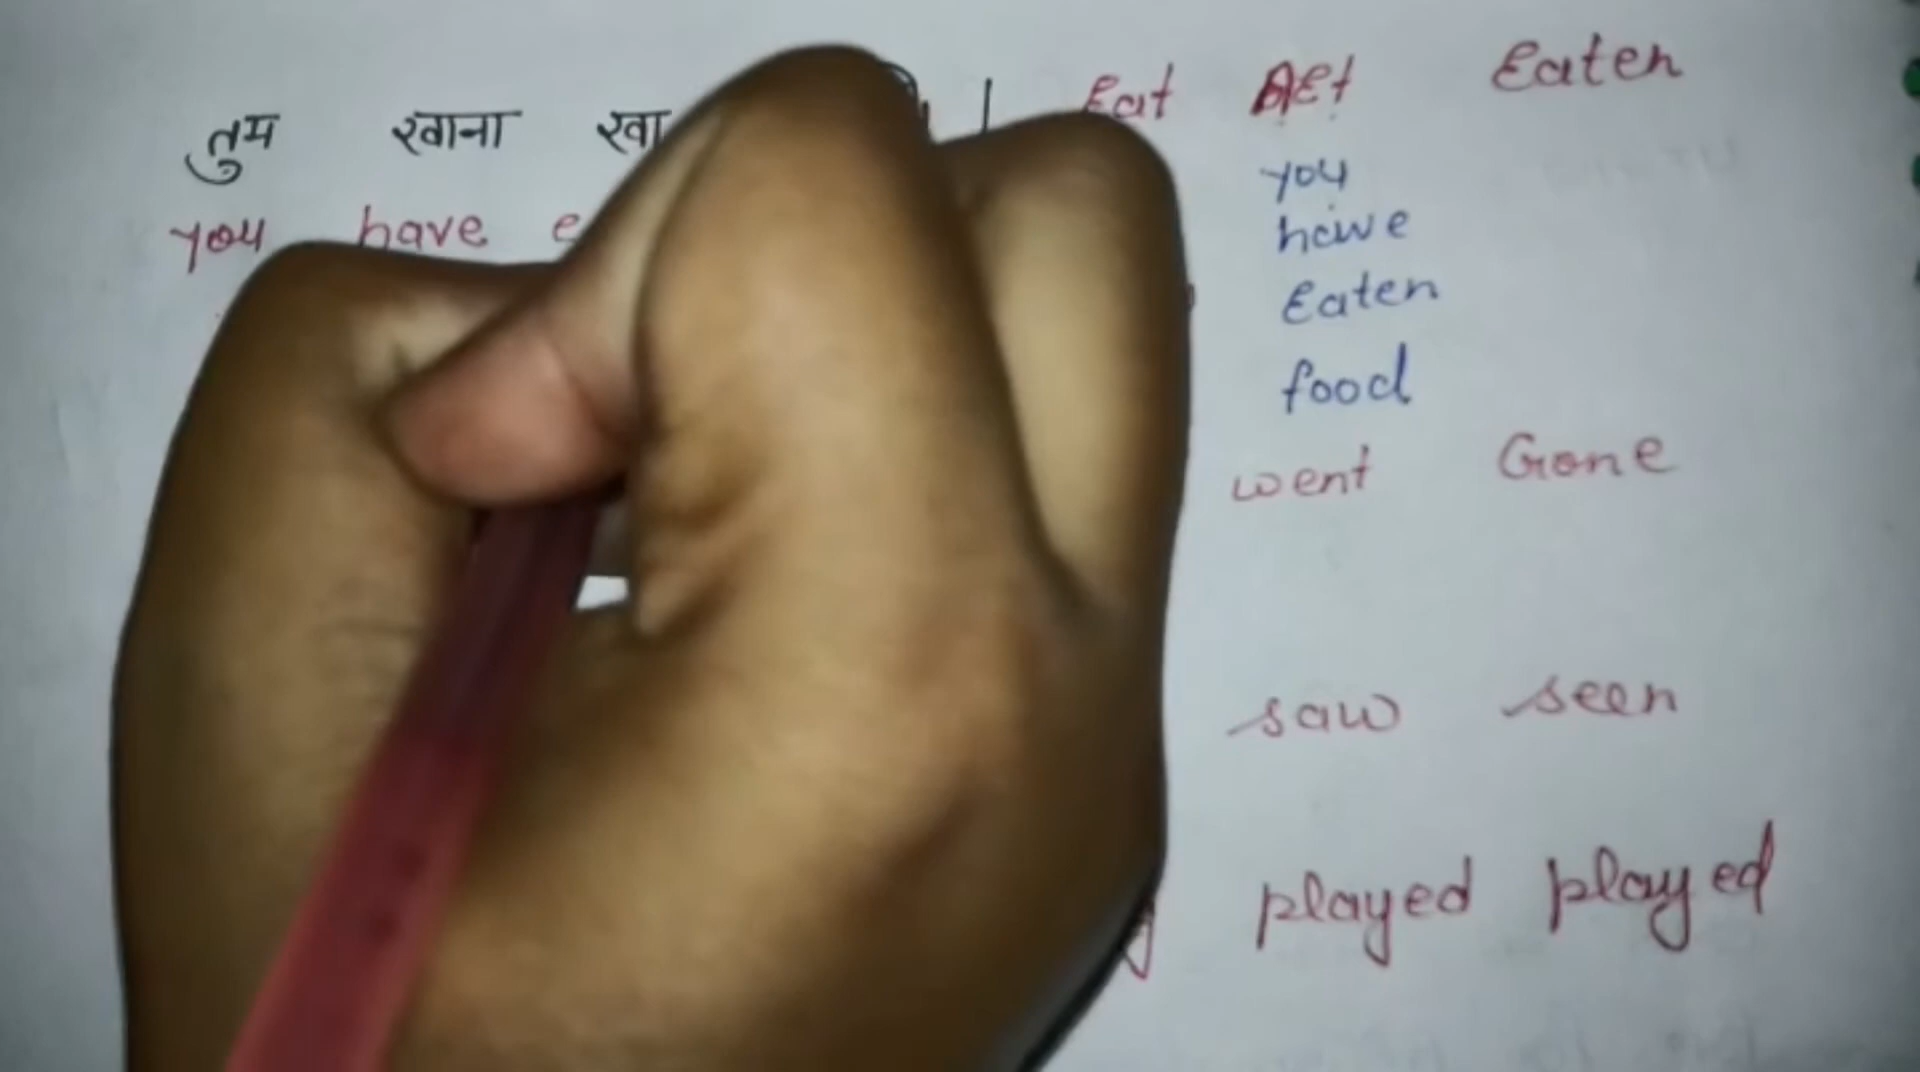 तुम खाना खा | Eat AEt Eaten
you
you have
have
Eaten
food
went Gone
saw seen
played played